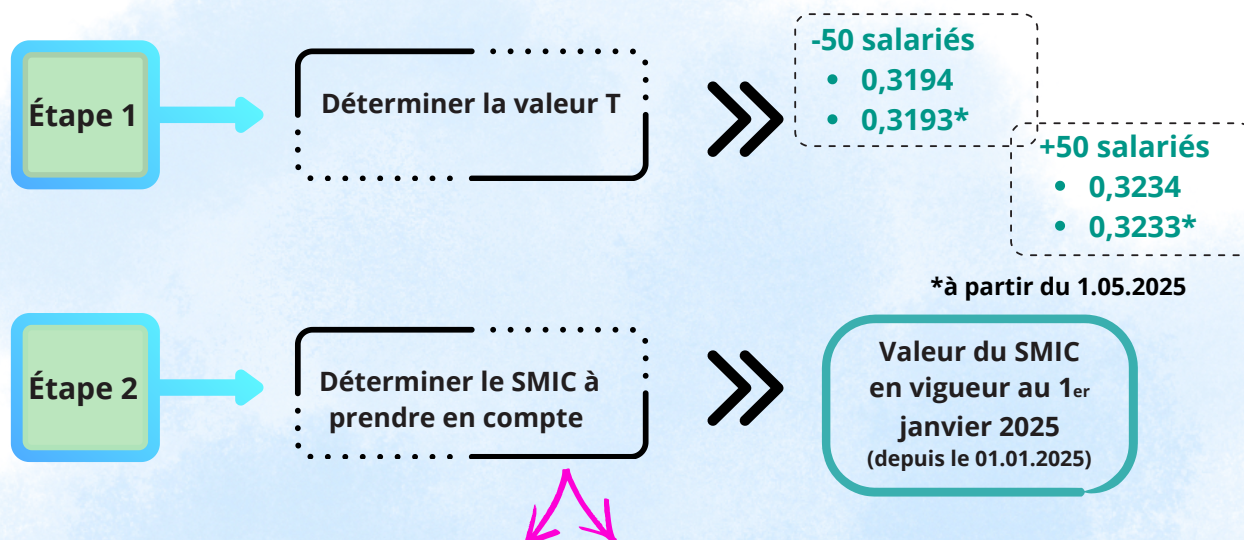 Étape 1
Déterminer la valeur T
-50 salariés
• 0,3194
• 0,3193*
+50 salariés
• 0,3234
• 0,3233*
*à partir du 1.05.2025
Étape 2
Déterminer le SMIC à
prendre en compte
Valeur du SMIC
en vigueur au 1er
janvier 2025
(depuis le 01.01.2025)